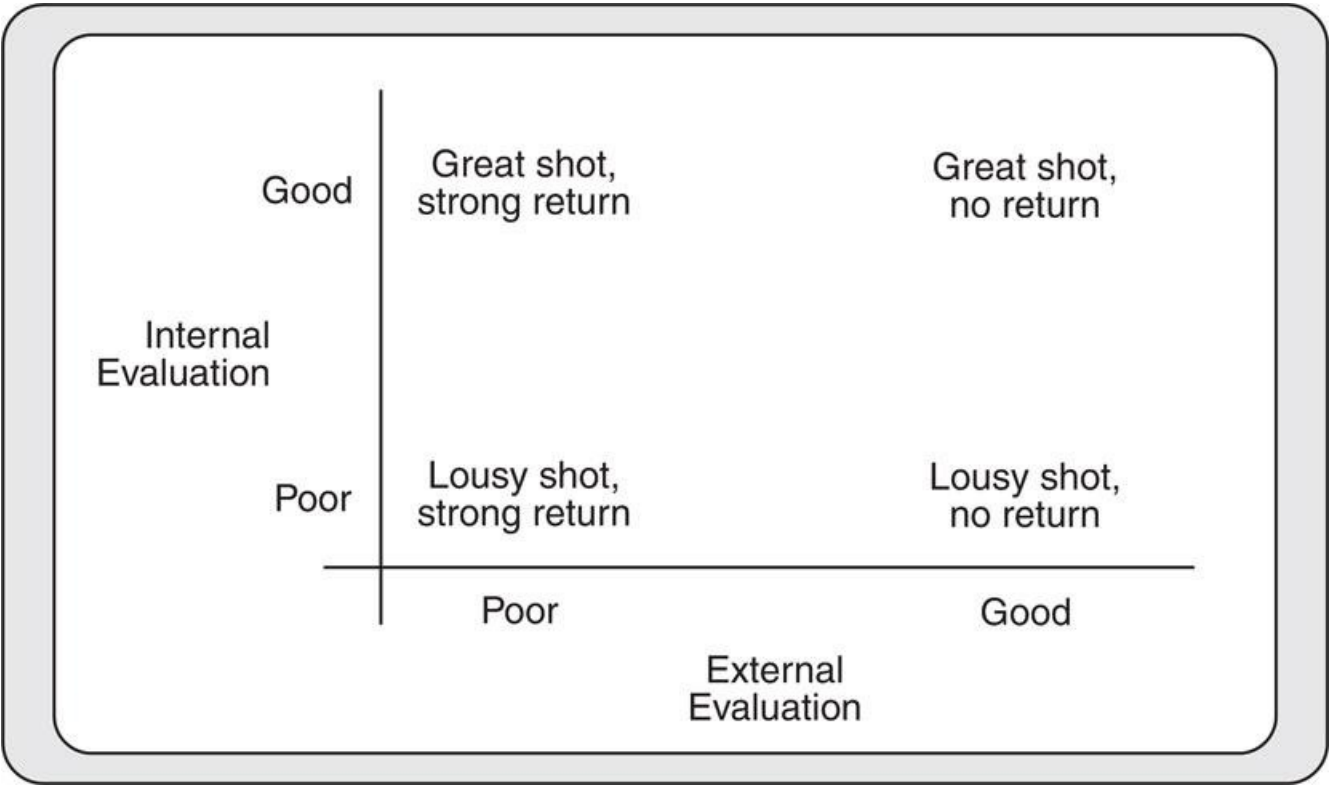 Good
Great shot,
strong return
Great shot,
no return
Internal
Evaluation
Poor
Lousy shot,
strong return
Lousy shot,
no return
Poor
Good
External
Evaluation